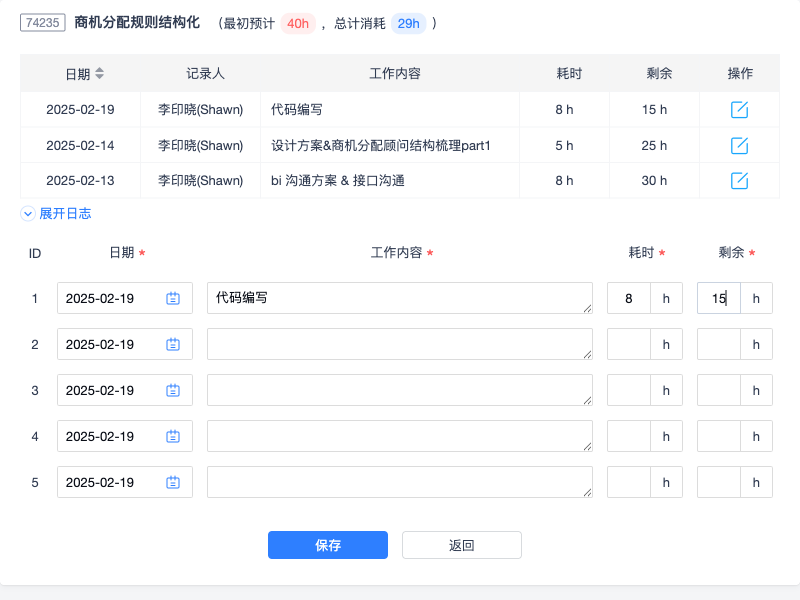 74235 商机分配规则结构化 （最初预计 40h ，总计消耗 29h ）
日期 记录人 工作内容 耗时 剩余 操作
2025-02-19 李印晓(Shawn) 代码编写 8 h 15 h
2025-02-14 李印晓(Shawn) 设计方案&商机分配顾问结构梳理part1 5 h 25 h
2025-02-13 李印晓(Shawn) bi 沟通方案 & 接口沟通 8 h 30 h
展开日志
ID 日期 * 工作内容 * 耗时 * 剩余 *
1 2025-02-19 代码编写 8 h 15 h
2 2025-02-19 h h
3 2025-02-19 h h
4 2025-02-19 h h
5 2025-02-19 h h
保存 返回